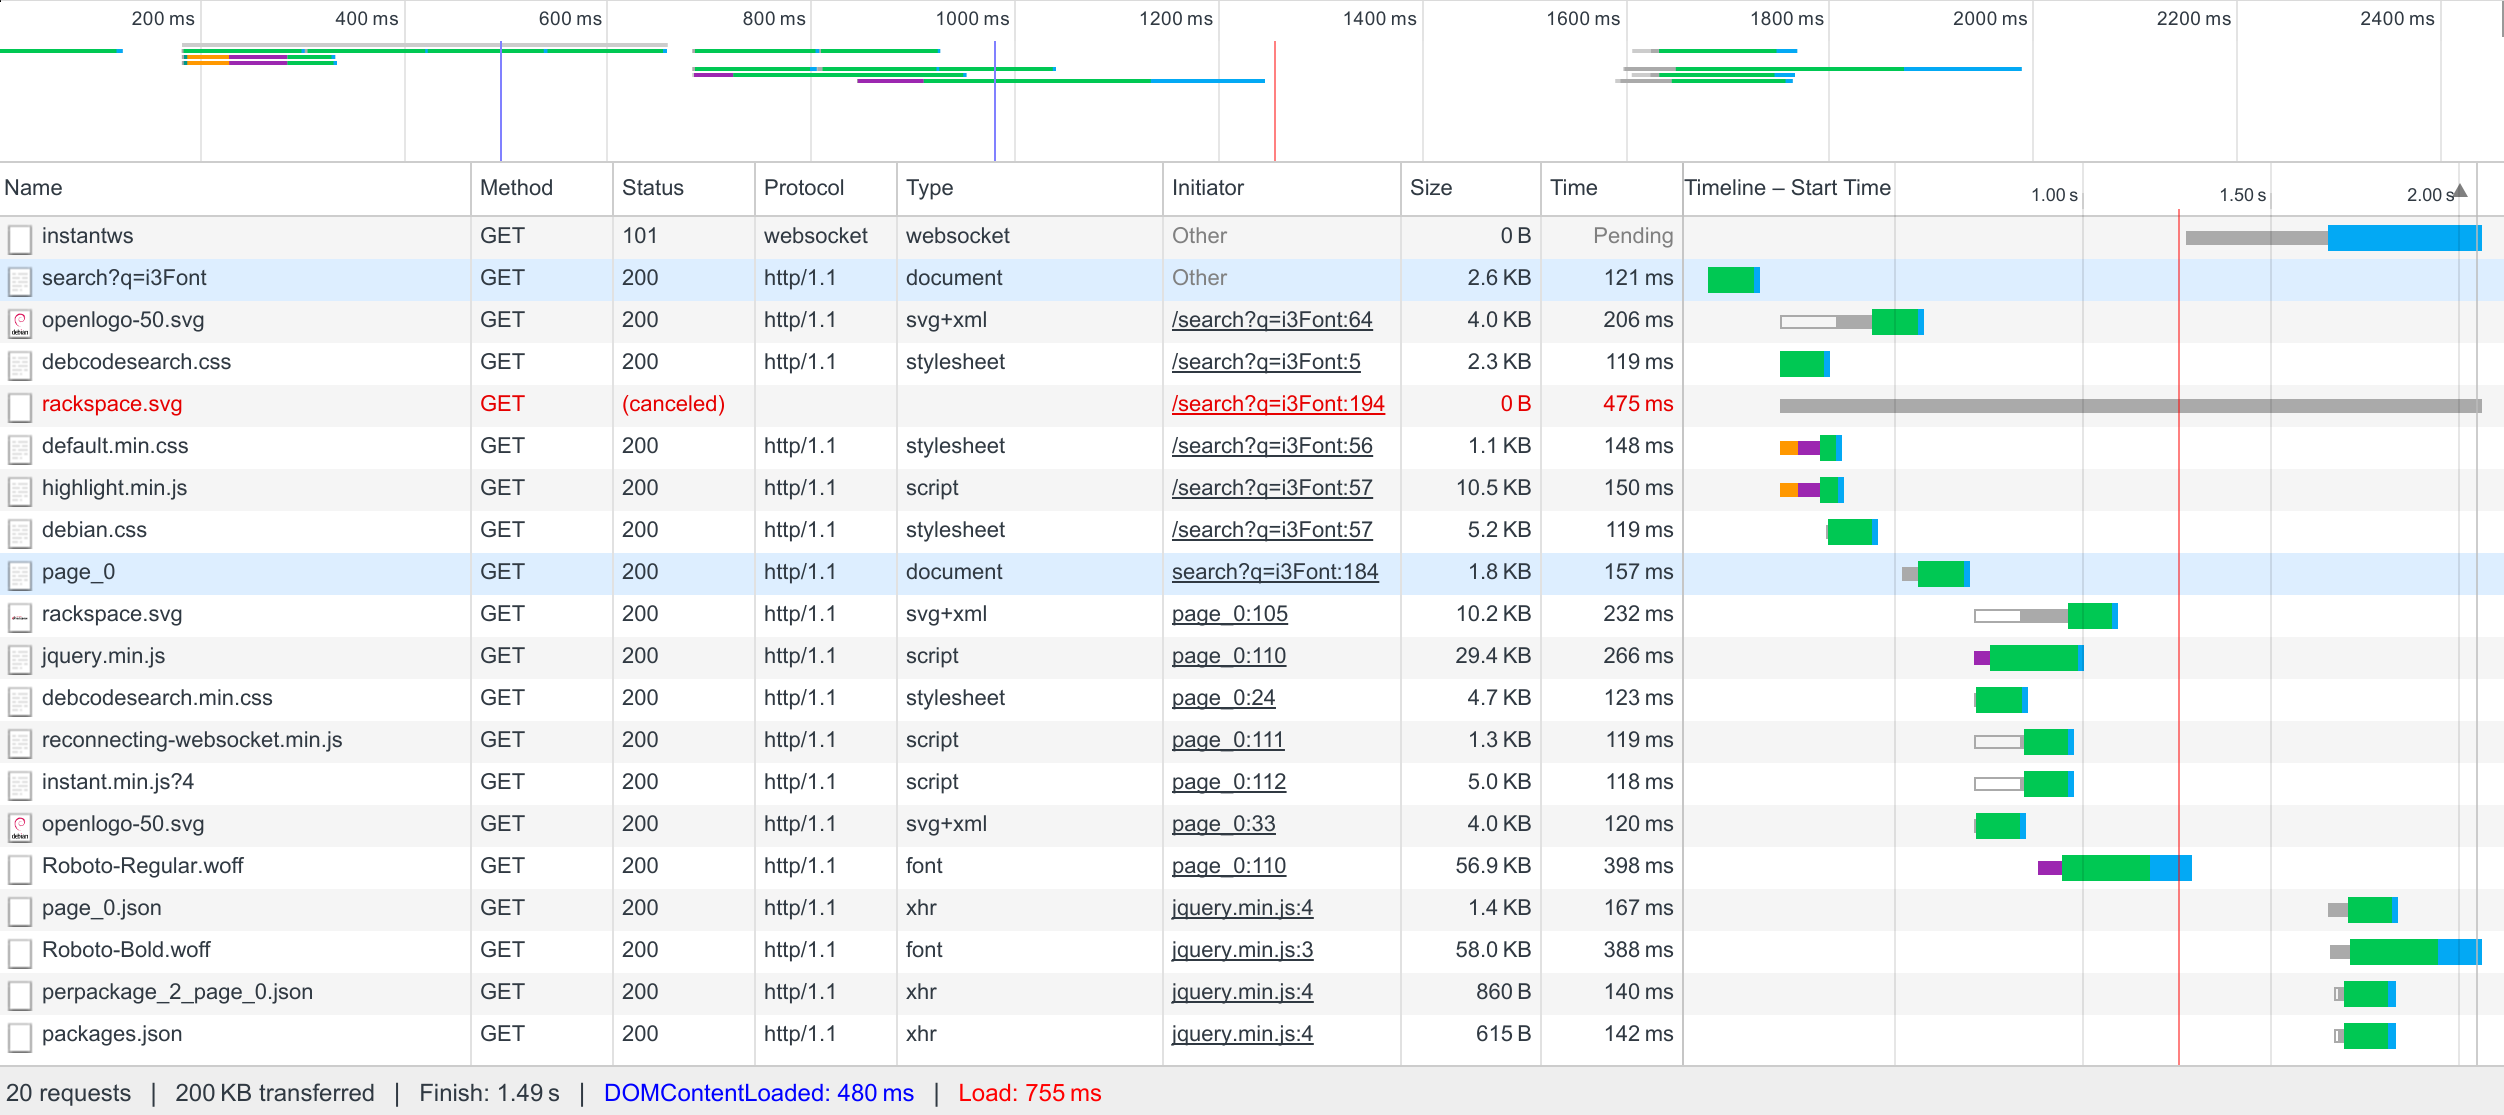 200 ms 400 ms 600 ms 800 ms 1000 ms 1200 ms 1400 ms 1600 ms 1800 ms 2000 ms 2200 ms 2400 ms
Name Method Status Protocol Type Initiator Size Time Timeline – Start Time 1.00 s 1.50 s 2.00 s
instantws GET 101 websocket websocket Other 0 B Pending
search?q=i3Font GET 200 http/1.1 document Other 2.6 KB 121 ms
openlogo-50.svg GET 200 http/1.1 svg+xml /search?q=i3Font:64 4.0 KB 206 ms
debcodesearch.css GET 200 http/1.1 stylesheet /search?q=i3Font:5 2.3 KB 119 ms
rackspace.svg GET (canceled) /search?q=i3Font:194 0 B 475 ms
default.min.css GET 200 http/1.1 stylesheet /search?q=i3Font:56 1.1 KB 148 ms
highlight.min.js GET 200 http/1.1 script /search?q=i3Font:57 10.5 KB 150 ms
debian.css GET 200 http/1.1 stylesheet /search?q=i3Font:57 5.2 KB 119 ms
page_0 GET 200 http/1.1 document search?q=i3Font:184 1.8 KB 157 ms
rackspace.svg GET 200 http/1.1 svg+xml page_0:105 10.2 KB 232 ms
jquery.min.js GET 200 http/1.1 script page_0:110 29.4 KB 266 ms
debcodesearch.min.css GET 200 http/1.1 stylesheet page_0:24 4.7 KB 123 ms
reconnecting-websocket.min.js GET 200 http/1.1 script page_0:111 1.3 KB 119 ms
instant.min.js?4 GET 200 http/1.1 script page_0:112 5.0 KB 118 ms
openlogo-50.svg GET 200 http/1.1 svg+xml page_0:33 4.0 KB 120 ms
Roboto-Regular.woff GET 200 http/1.1 font page_0:110 56.9 KB 398 ms
page_0.json GET 200 http/1.1 xhr jquery.min.js:4 1.4 KB 167 ms
Roboto-Bold.woff GET 200 http/1.1 font jquery.min.js:3 58.0 KB 388 ms
perpackage_2_page_0.json GET 200 http/1.1 xhr jquery.min.js:4 860 B 140 ms
packages.json GET 200 http/1.1 xhr jquery.min.js:4 615 B 142 ms
20 requests | 200 KB transferred | Finish: 1.49 s | DOMContentLoaded: 480 ms | Load: 755 ms